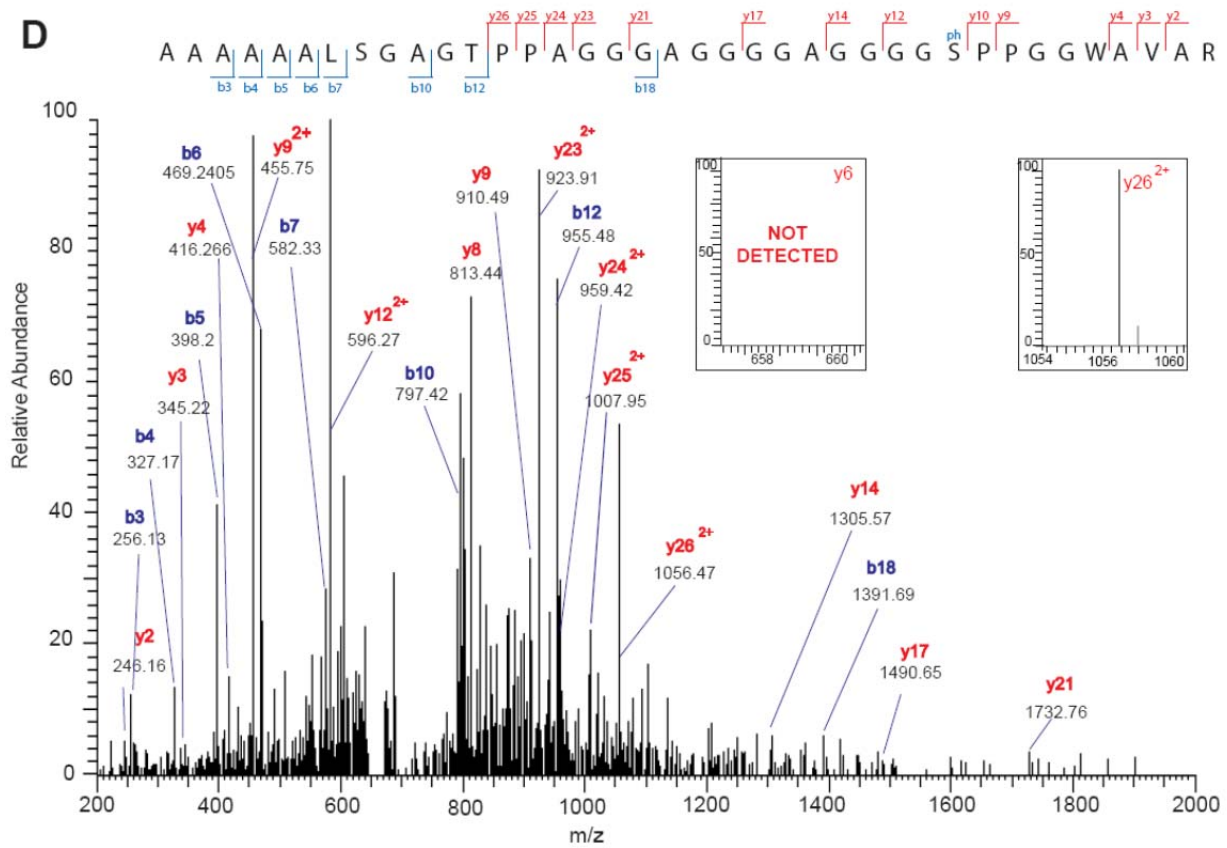 D
y26 y25 y24 y23 y21 y17 y14 y12 y10 y9 y4 y3 y2
ph
A A A A A A L S G A G T P P A G G G A G G G G A G G G G S P P G G W A V A R
b3 b4 b5 b6 b7 b10 b12 b18
Relative Abundance
100
80
60
40
20
0
b6
469.2405
y9 2+
455.75
y4
416.266
b7
582.33
b5
398.2
y3
345.22
b4
327.17
b3
256.13
y2
246.16
y12 2+
596.27
y9
910.49
y8
813.44
b10
797.42
y23 2+
923.91
b12
955.48
y24 2+
959.42
y25 2+
1007.95
y26 2+
1056.47
y14
1305.57
b18
1391.69
y17
1490.65
y21
1732.76
100
50
0
y6
NOT
DETECTED
658 660
100
50
0
y26 2+
1054 1056 1060
200 400 600 800 1000 1200 1400 1600 1800 2000
m/z